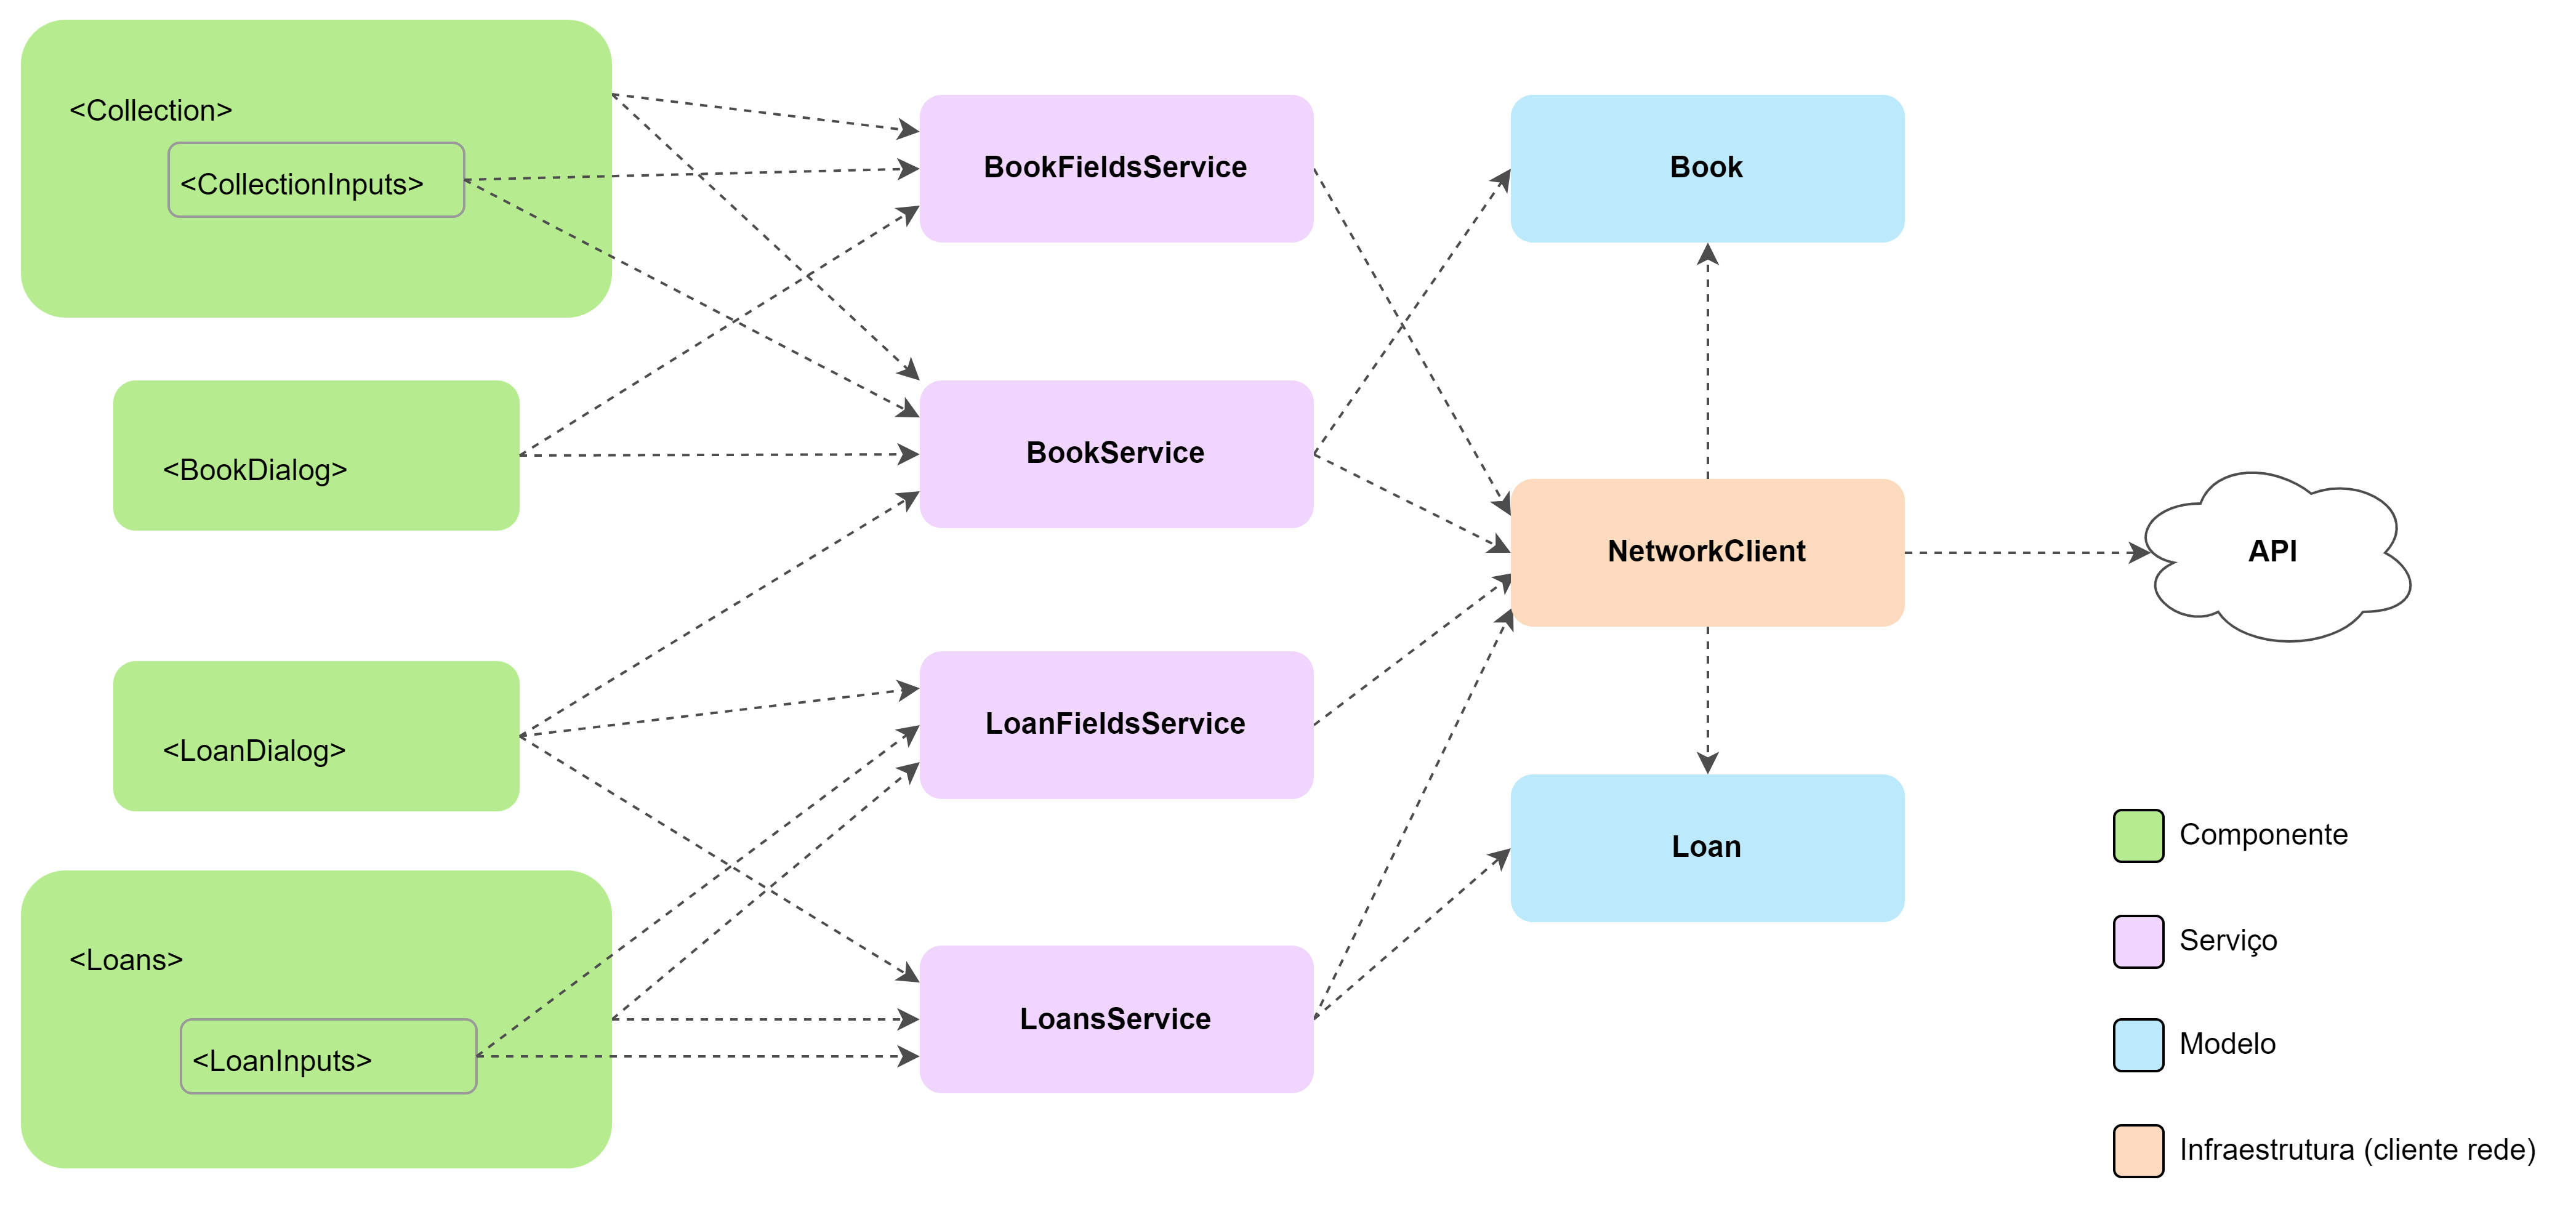 <Collection>
<CollectionInputs>
<BookDialog>
<LoanDialog>
<Loans>
<LoanInputs>
BookFieldsService
BookService
LoanFieldsService
LoansService
Book
NetworkClient
Loan
API
Componente
Serviço
Modelo
Infraestrutura (cliente rede)